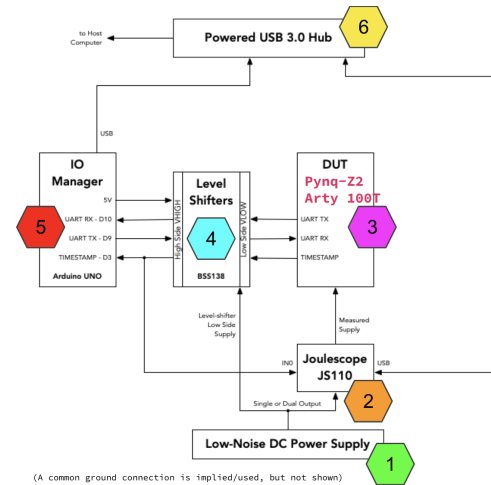 to Host
Computer
Powered USB 3.0 Hub
6
USB
IO
Manager
5V
UART RX - D10
UART TX - D9
TIMESTAMP - D3
Arduino UNO
5
Level
Shifters
High Side VHIGH
Low Side VLOW
4
BSS138
DUT
Pynq-Z2
Arty 100T
UART TX
UART RX
TIMESTAMP
3
Level-shifter
Low Side
Supply
Measured
Supply
IN0
Joulescope
JS110
USB
2
Single or Dual Output
Low-Noise DC Power Supply
1
(A common ground connection is implied/used, but not shown)